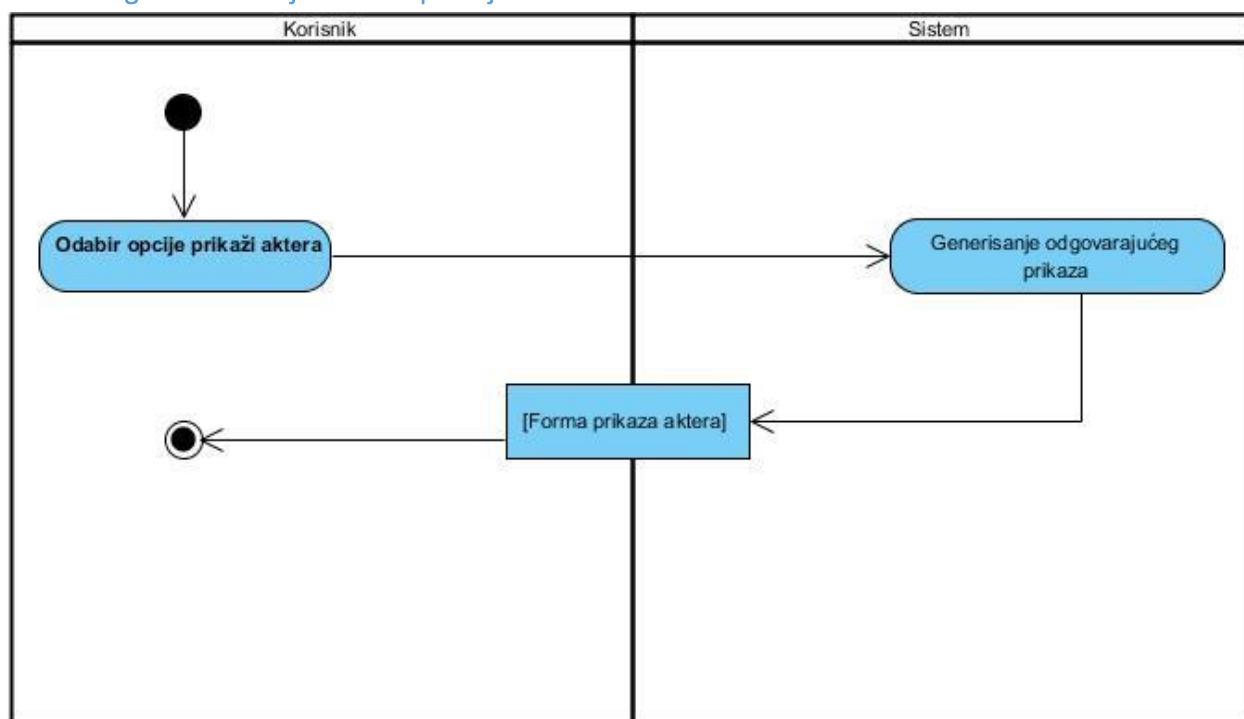 Korisnik
Sistem
Odabir opcije prikaži aktera
Generisanje odgovarajućeg
prikaza
[Forma prikaza aktera]